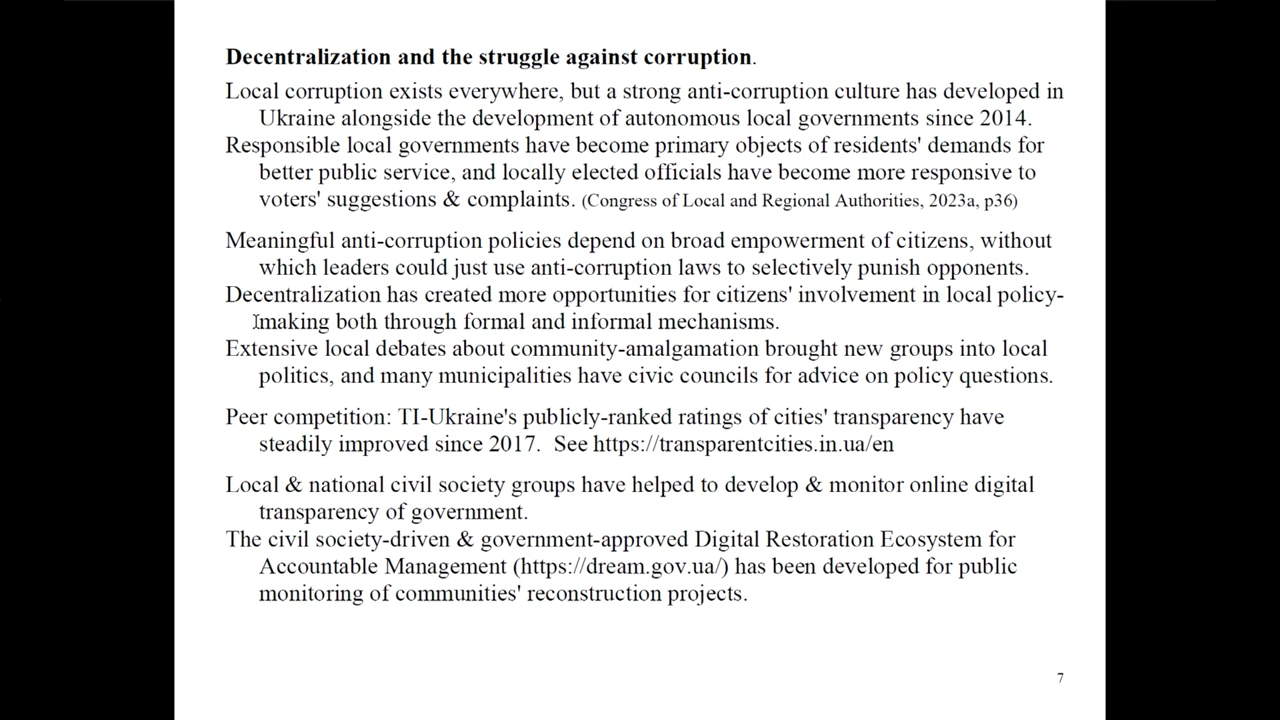 Decentralization and the struggle against corruption.
Local corruption exists everywhere, but a strong anti-corruption culture has developed in
Ukraine alongside the development of autonomous local governments since 2014.
Responsible local governments have become primary objects of residents' demands for
better public service, and locally elected officials have become more responsive to
voters' suggestions & complaints. (Congress of Local and Regional Authorities, 2023a, p36)
Meaningful anti-corruption policies depend on broad empowerment of citizens, without
which leaders could just use anti-corruption laws to selectively punish opponents.
Decentralization has created more opportunities for citizens' involvement in local policy-
making both through formal and informal mechanisms.
Extensive local debates about community-amalgamation brought new groups into local
politics, and many municipalities have civic councils for advice on policy questions.
Peer competition: TI-Ukraine's publicly-ranked ratings of cities' transparency have
steadily improved since 2017. See https://transparentcities.in.ua/en
Local & national civil society groups have helped to develop & monitor online digital
transparency of government.
The civil society-driven & government-approved Digital Restoration Ecosystem for
Accountable Management (https://dream.gov.ua/) has been developed for public
monitoring of communities' reconstruction projects.
7